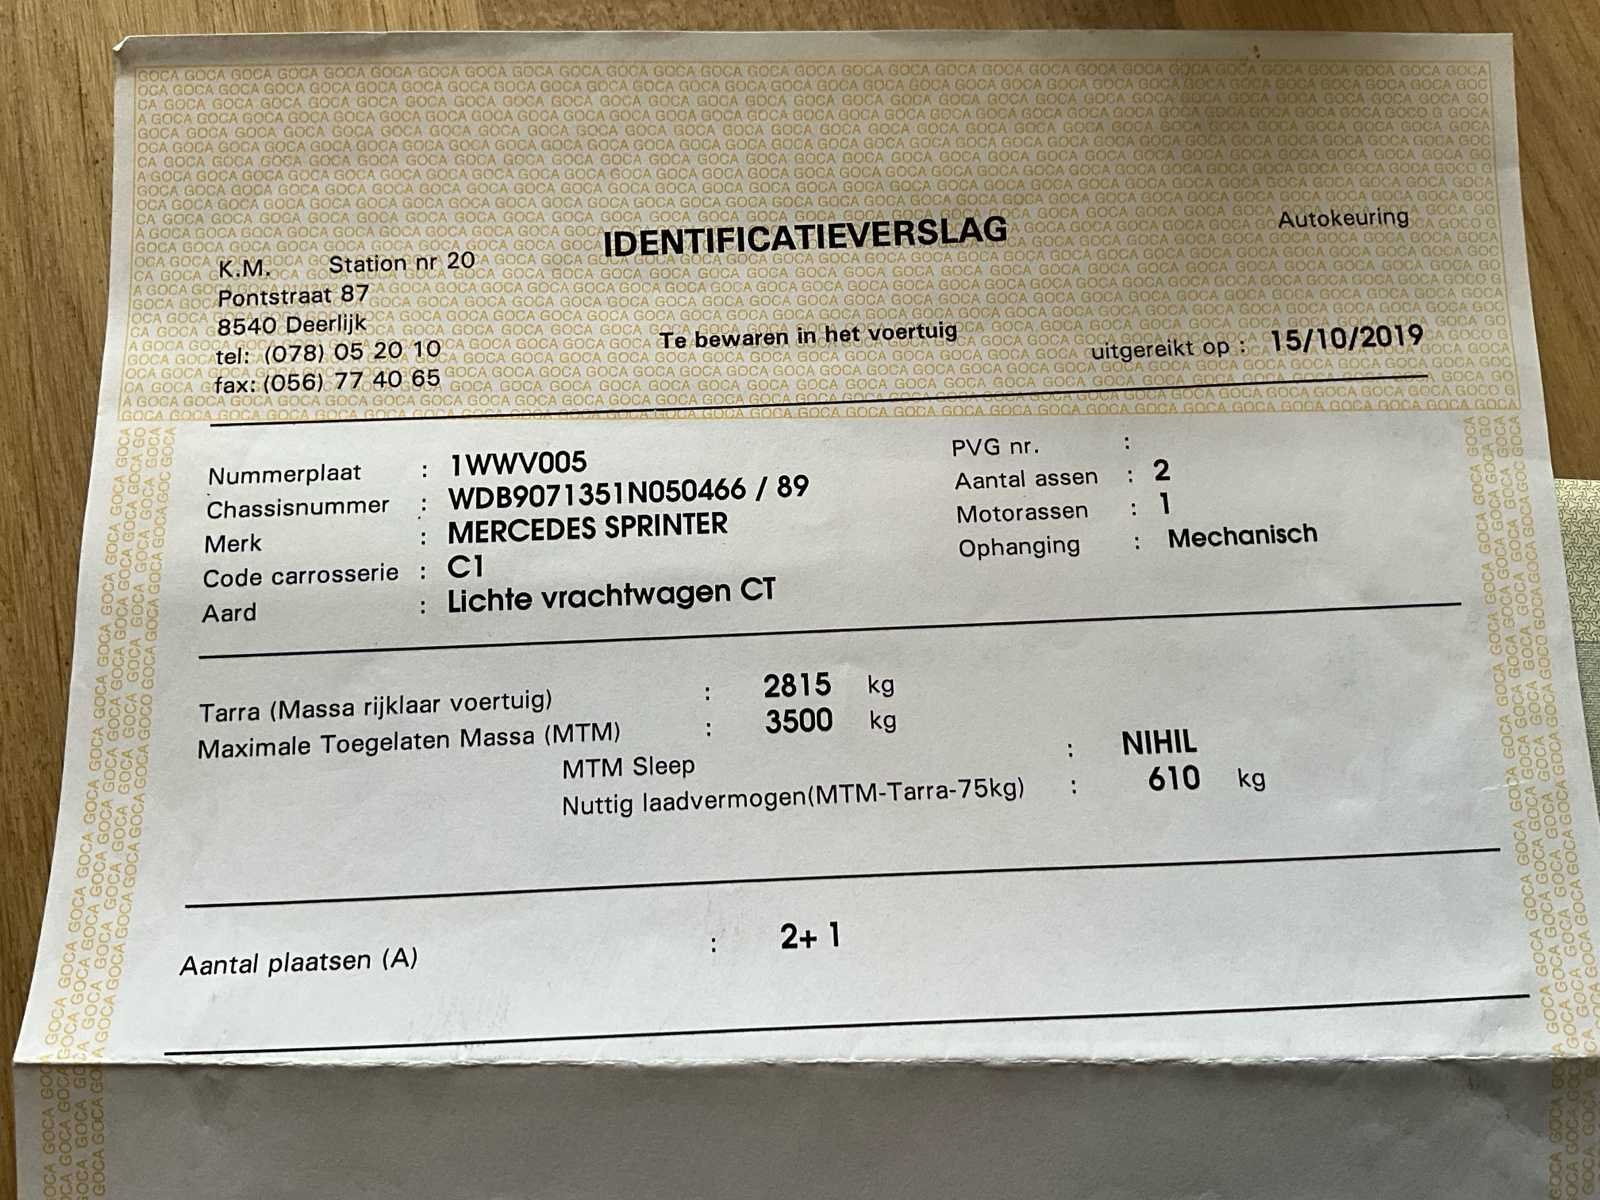 IDENTIFICATIEVERSLAG
Autokeuring
K.M. Station nr 20
Pontstraat 87
8540 Deerlijk
tel: (078) 05 20 10
fax: (056) 77 40 65
Te bewaren in het voertuig
uitgereikt op : 15/10/2019
Nummerplaat : 1WWV005
Chassisnummer : WDB9071351N050466 / 89
Merk : MERCEDES SPRINTER
Code carrosserie : C1
Aard : Lichte vrachtwagen CT
PVG nr. :
Aantal assen : 2
Motorassen : 1
Ophanging : Mechanisch
Tarra (Massa rijklaar voertuig) : 2815 kg
Maximale Toegelaten Massa (MTM) : 3500 kg
MTM Sleep : NIHIL
Nuttig laadvermogen(MTM-Tarra-75kg) : 610 kg
Aantal plaatsen (A) : 2+ 1